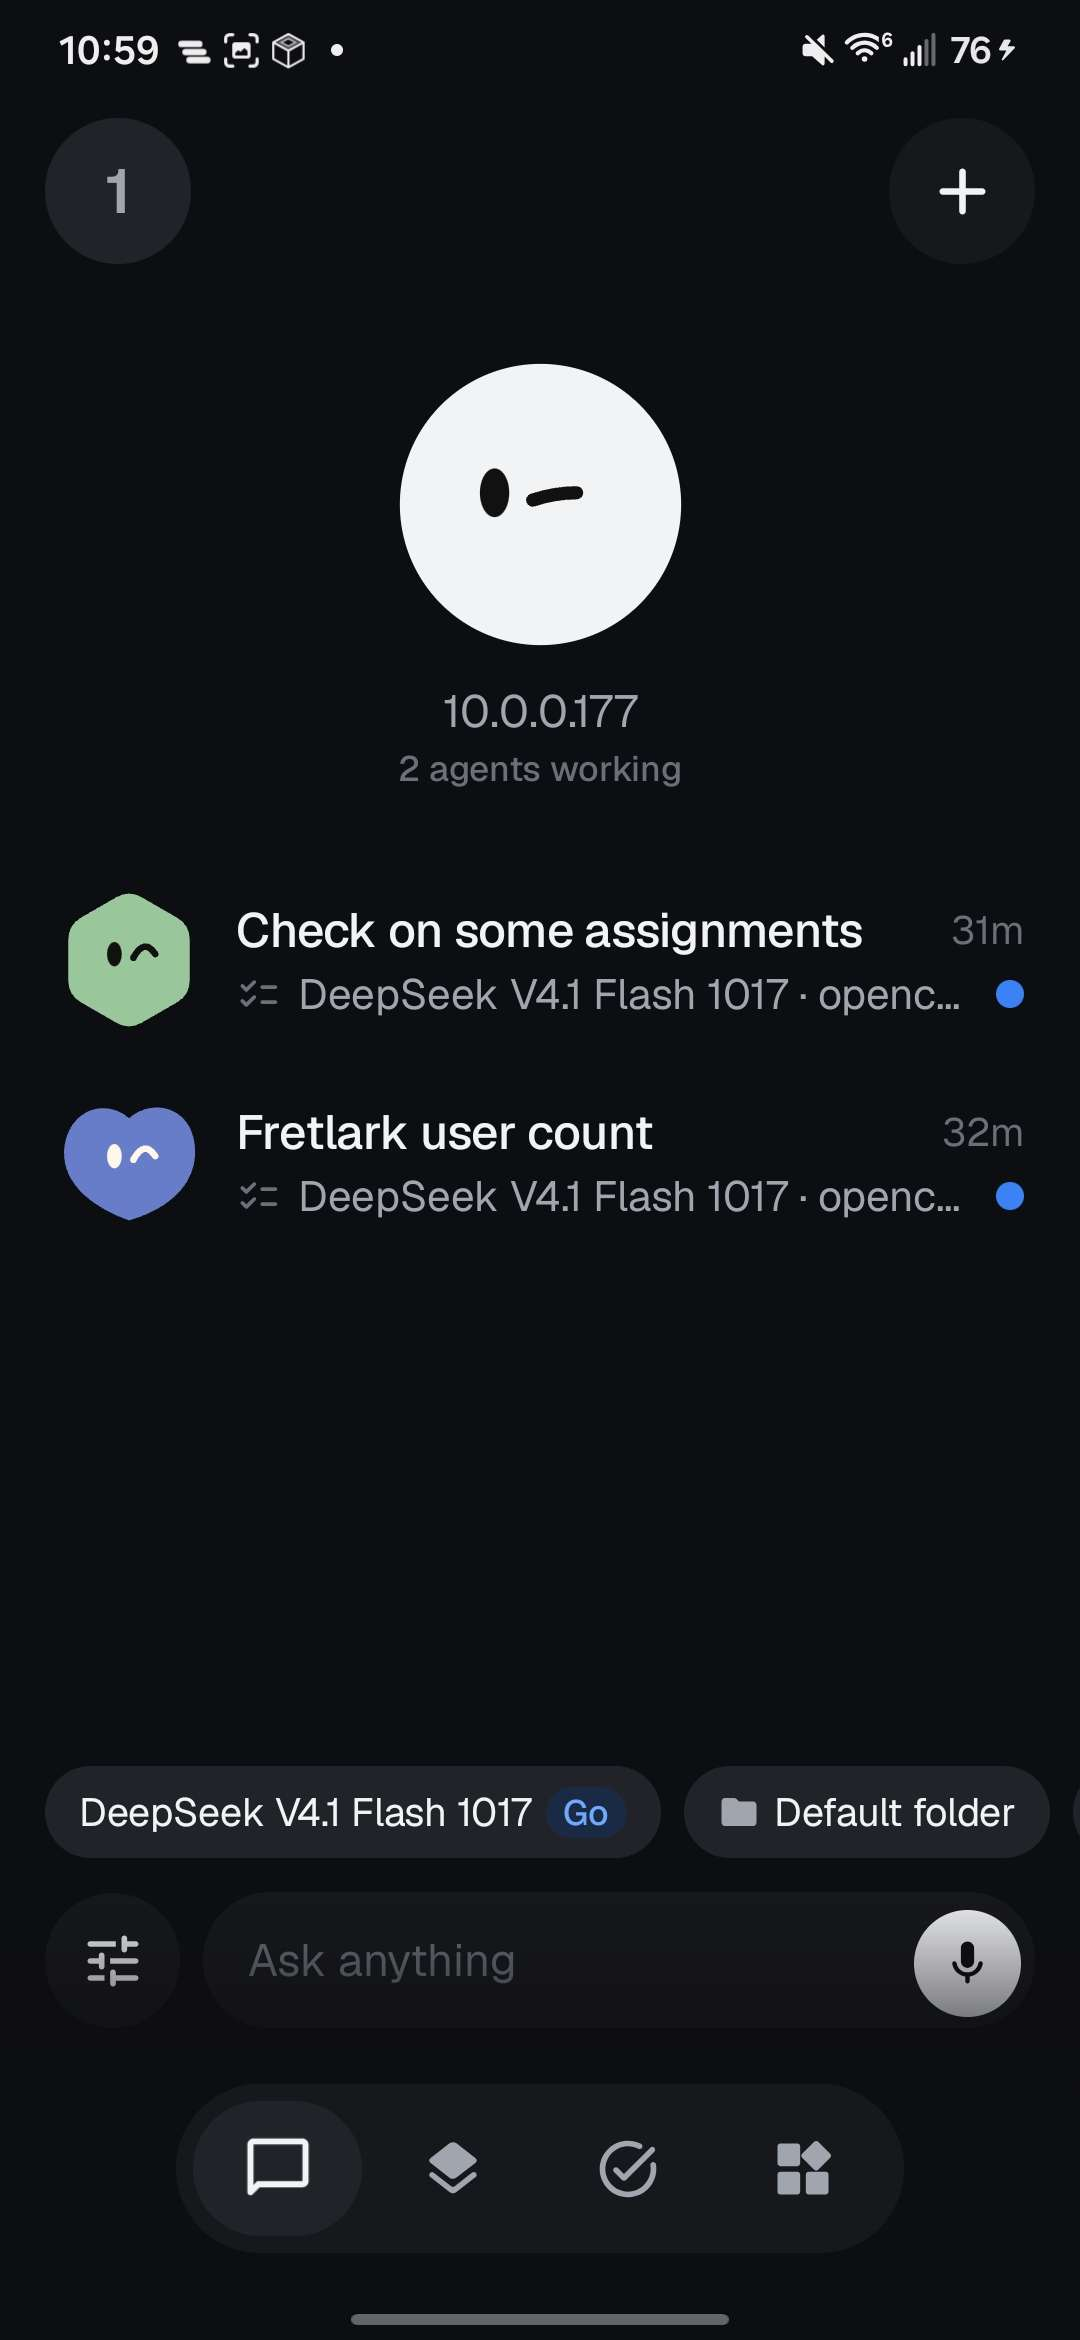 10:59
6 76
1
10.0.0.177
2 agents working
Check on some assignments 31m
DeepSeek V4.1 Flash 1017 · openc...
Fretlark user count 32m
DeepSeek V4.1 Flash 1017 · openc...
DeepSeek V4.1 Flash 1017 Go Default folder
Ask anything